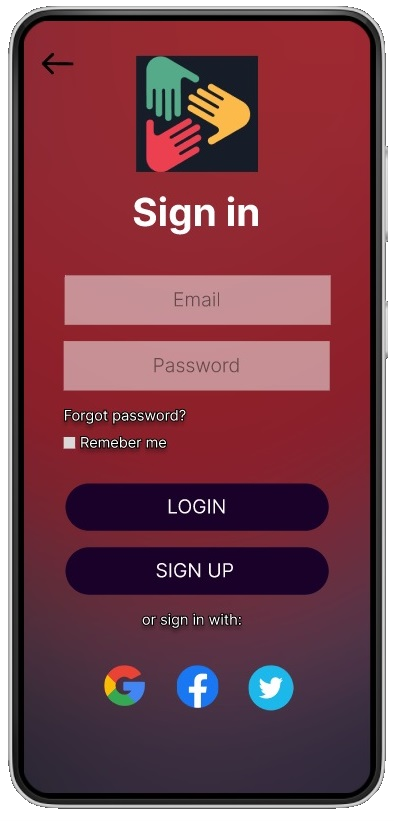 Sign in
Email
Password
Forgot password?
Remeber me
LOGIN
SIGN UP
or sign in with: